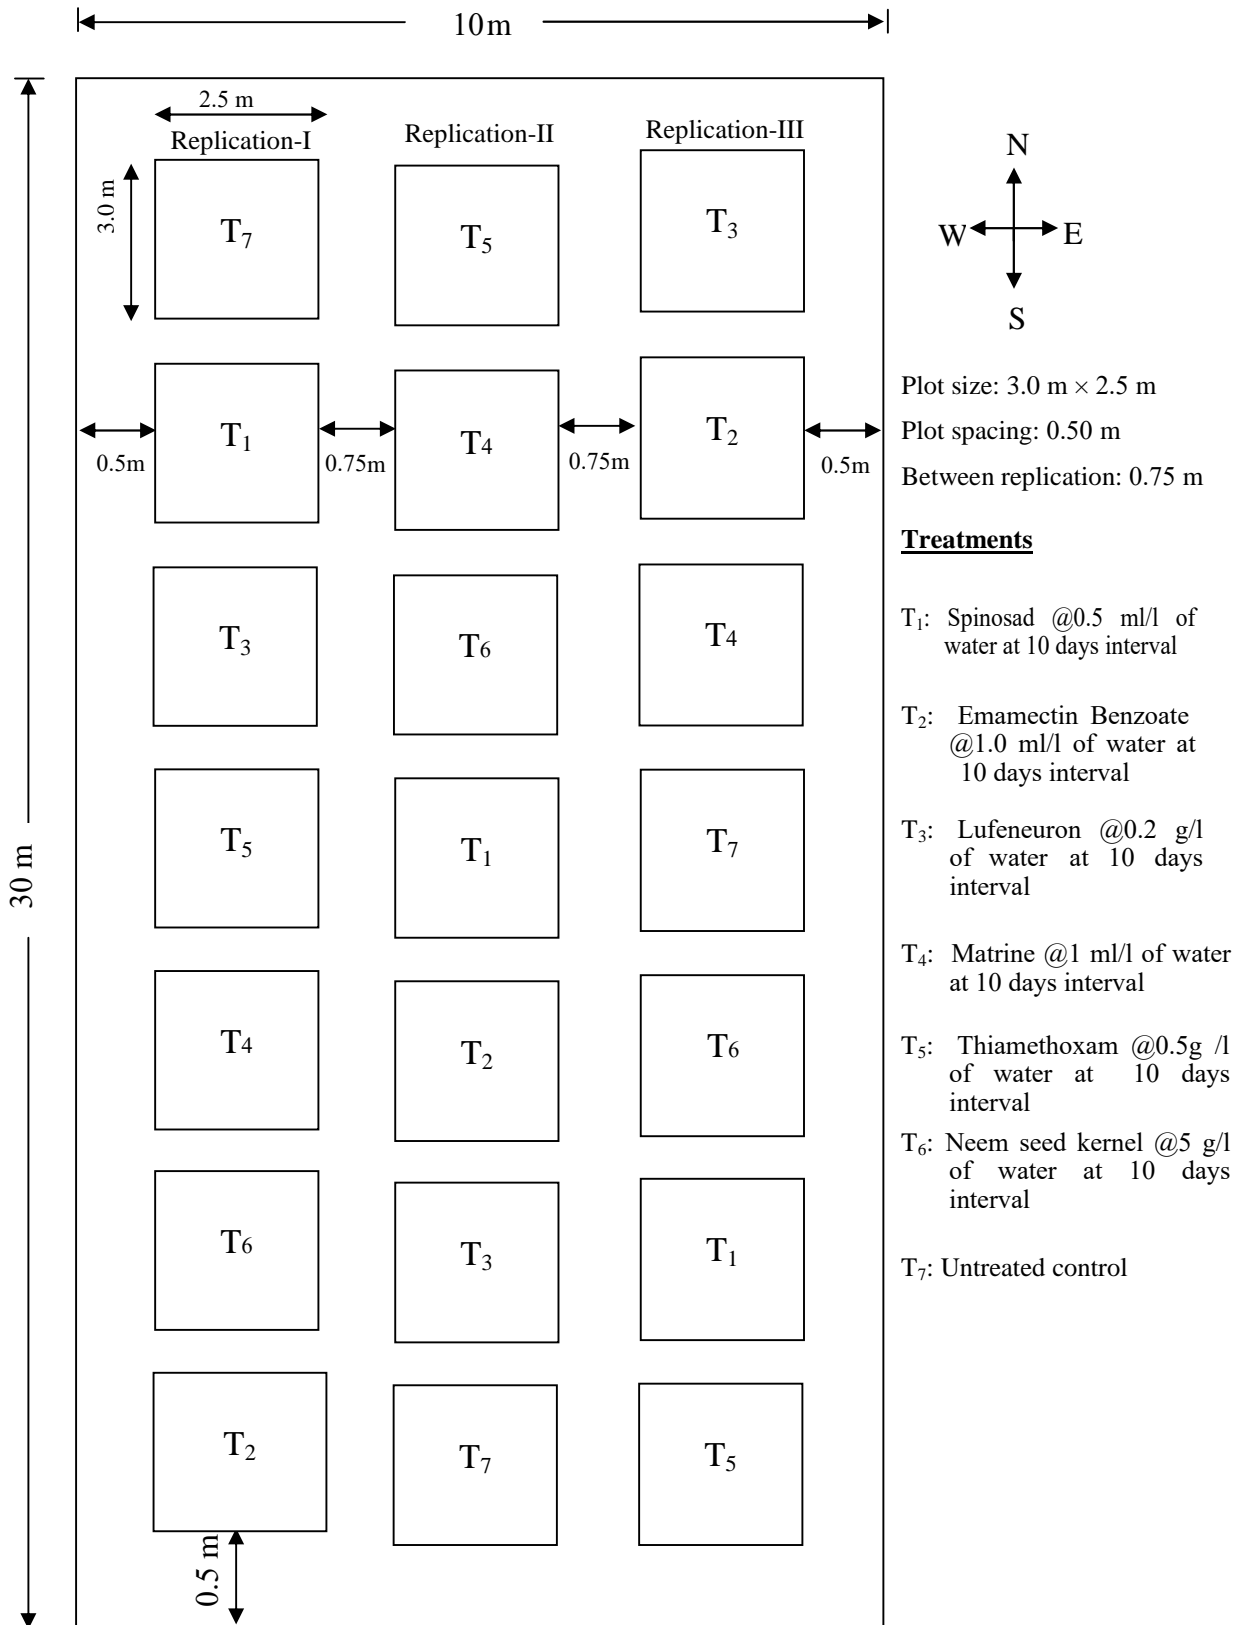 10m
2.5 m
Replication-I
Replication-II
Replication-III
3.0 m
T7
T5
T3
N
W
E
S
T1
T4
T2
0.5m
0.75m
0.75m
0.5m
Plot size: 3.0 m × 2.5 m
Plot spacing: 0.50 m
Between replication: 0.75 m
Treatments
T3
T6
T4
T1: Spinosad @0.5 ml/l of
water at 10 days interval
T2: Emamectin Benzoate
@1.0 ml/l of water at
10 days interval
T5
T1
T7
T3: Lufeneuron @0.2 g/l
of water at 10 days
interval
30 m
T4
T2
T6
T4: Matrine @1 ml/l of water
at 10 days interval
T5: Thiamethoxam @0.5g /l
of water at 10 days
interval
T6: Neem seed kernel @5 g/l
of water at 10 days
interval
T6
T3
T1
T7: Untreated control
T2
T7
T5
0.5 m